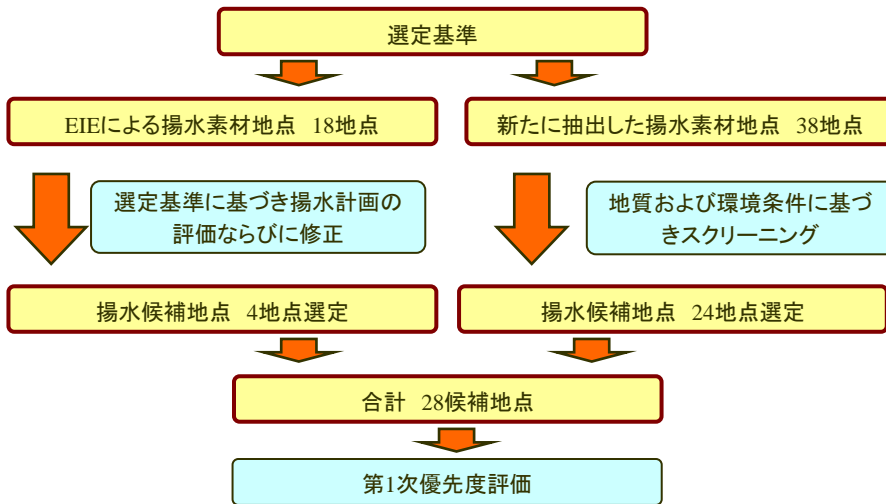 選定基準
EIEによる揚水素材地点 18地点
新たに抽出した揚水素材地点 38地点
選定基準に基づき揚水計画の
評価ならびに修正
地質および環境条件に基づ
きスクリーニング
揚水候補地点 4地点選定
揚水候補地点 24地点選定
合計 28候補地点
第1次優先度評価